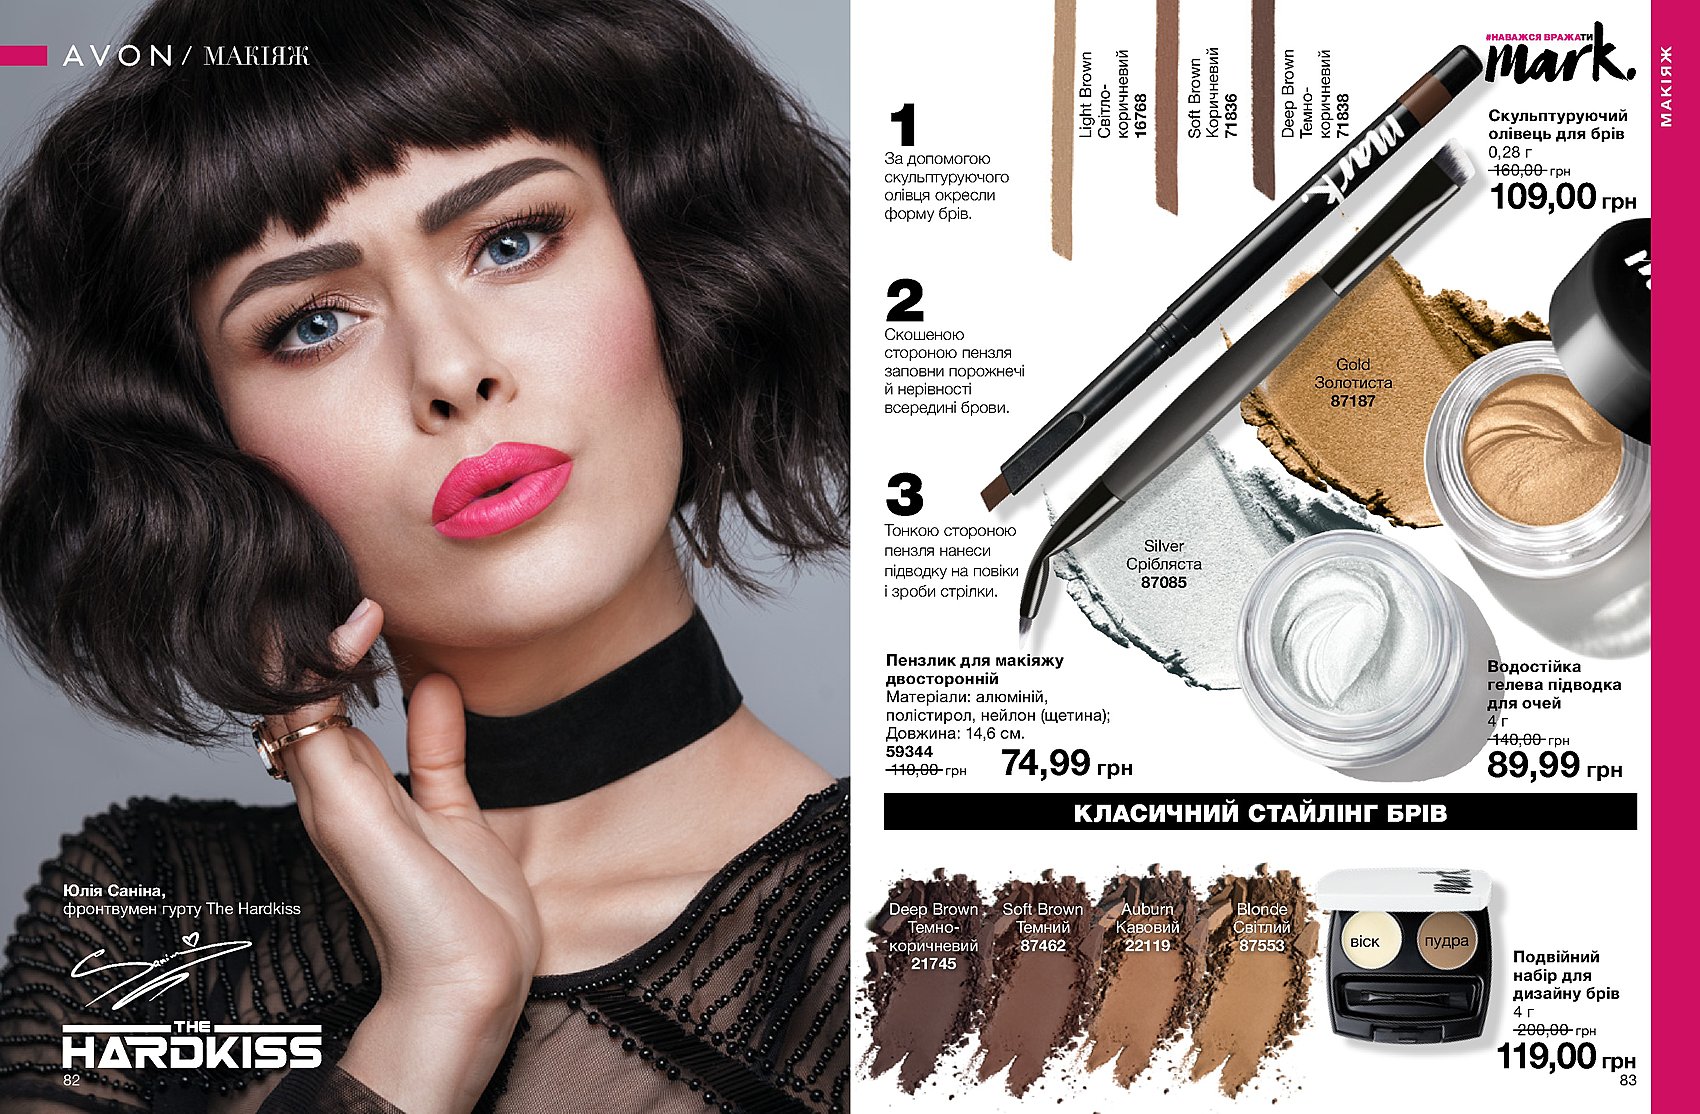 AVON / МАКІЯЖ
Юлія Саніна,
фронтвумен гурту The Hardkiss
THE
HARDKISS
82
1
За допомогою
скульптуруючого
олівця окресли
форму брів.
2
Скошеною
стороною пензля
заповни порожнечі
й нерівності
всередині брови.
3
Тонкою стороною
пензля нанеси
підводку на повіки
і зроби стрілки.
Light Brown
Світло-
коричневий
16768
Soft Brown
Коричневий
71836
Deep Brown
Темно-
коричневий
71838
mark.
#НАВАЖСЯ ВРАЖАТИ
mark.
МАКІЯЖ
Скульптуруючий
олівець для брів
0,28 г
160,00 грн
109,00 грн
Gold
Золотиста
87187
Silver
Срібляста
87085
Пензлик для макіяжу
двосторонній
Матеріали: алюміній,
полістирол, нейлон (щетина);
Довжина: 14,6 см.
59344
110,00 грн
74,99 грн
Водостійка
гелева підводка
для очей
4 г
140,00 грн
89,99 грн
КЛАСИЧНИЙ СТАЙЛІНГ БРІВ
Deep Brown
Темно-
коричневий
21745
Soft Brown
Темний
87462
Auburn
Кавовий
22119
Blonde
Світлий
87553
віск
пудра
Подвійний
набір для
дизайну брів
4 г
200,00 грн
119,00 грн
83